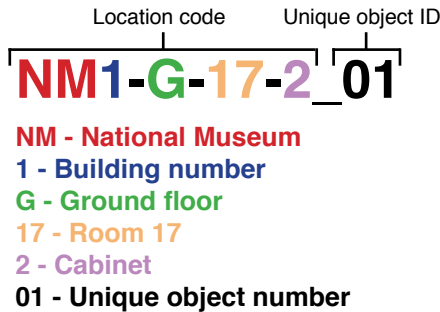 Location code Unique object ID
NM1-G-17-2_01
NM - National Museum
1 - Building number
G - Ground floor
17 - Room 17
2 - Cabinet
01 - Unique object number